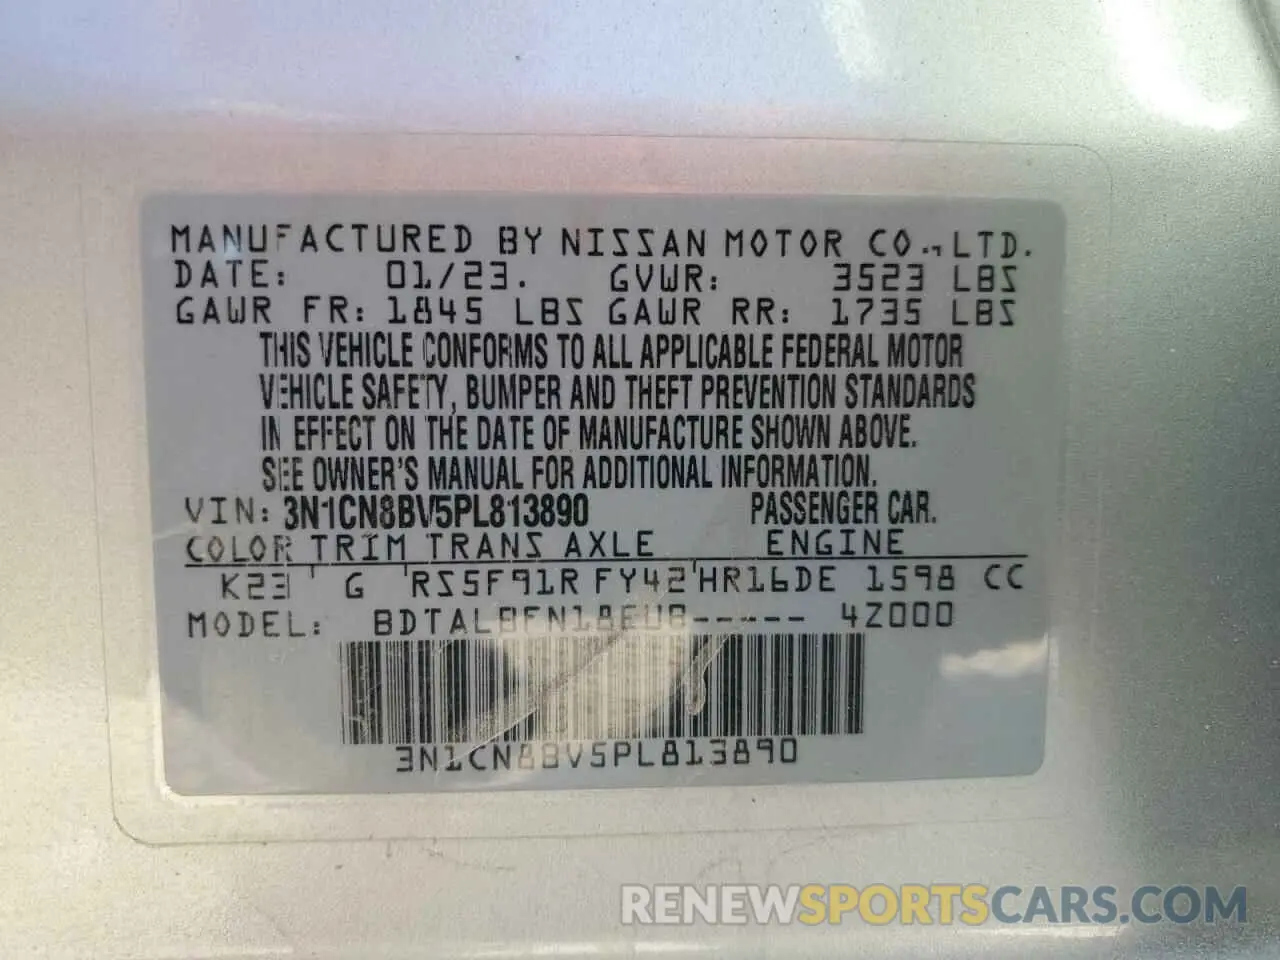 MANUFACTURED BY NISSAN MOTOR CO., LTD.
DATE: 01/23. GVWR: 3523 LBS
GAWR FR: 1845 LBS GAWR RR: 1735 LBS
THIS VEHICLE CONFORMS TO ALL APPLICABLE FEDERAL MOTOR
VEHICLE SAFETY, BUMPER AND THEFT PREVENTION STANDARDS
IN EFFECT ON THE DATE OF MANUFACTURE SHOWN ABOVE.
SEE OWNER'S MANUAL FOR ADDITIONAL INFORMATION.
VIN: 3N1CN8BV5PL813890 PASSENGER CAR.
COLOR TRIM TRANS AXLE ENGINE
K23 G RS5F91R FY42 HR16DE 1598 CC
MODEL: BDTALBFN18EU8----- 4Z000
3N1CN8BV5PL813890
RENEWSPORTSCARS.COM